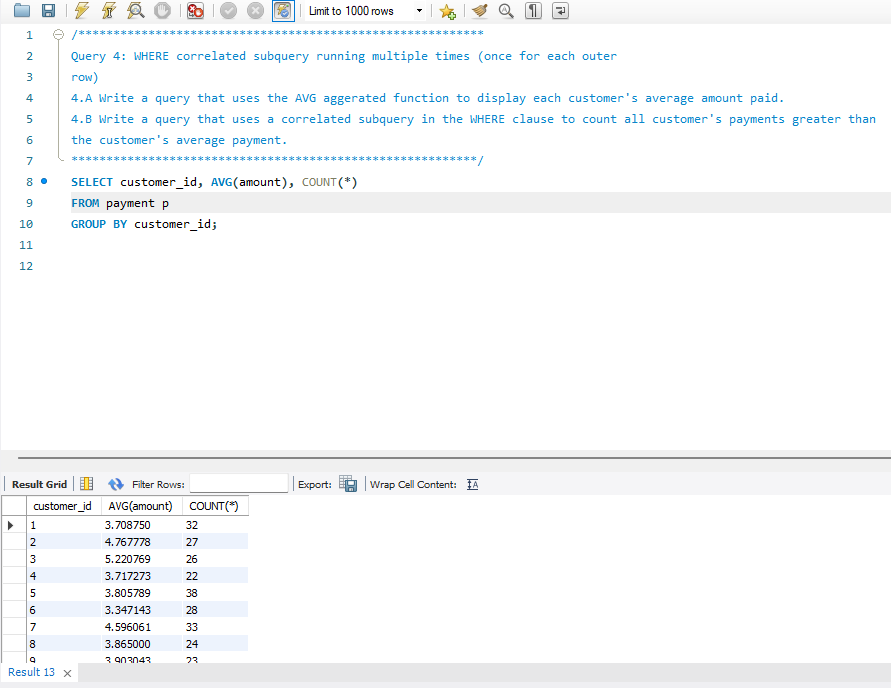 Limit to 1000 rows
1 /**********************************************************
2 Query 4: WHERE correlated subquery running multiple times (once for each outer
3 row)
4 4.A Write a query that uses the AVG aggerated function to display each customer's average amount paid.
5 4.B Write a query that uses a correlated subquery in the WHERE clause to count all customer's payments greater than
6 the customer's average payment.
7 **********************************************************/
8 SELECT customer_id, AVG(amount), COUNT(*)
9 FROM payment p
10 GROUP BY customer_id;
11
12
Result Grid Filter Rows: Export: Wrap Cell Content: IA
customer_id AVG(amount) COUNT(*)
1 3.708750 32
2 4.767778 27
3 5.220769 26
4 3.717273 22
5 3.805789 38
6 3.347143 28
7 4.596061 33
8 3.865000 24
9 3.903043 23
Result 13